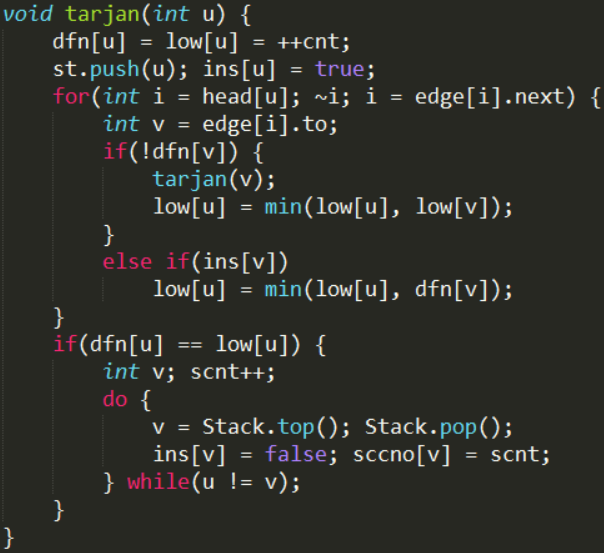 void tarjan(int u) {
    dfn[u] = low[u] = ++cnt;
    st.push(u); ins[u] = true;
    for(int i = head[u]; ~i; i = edge[i].next) {
        int v = edge[i].to;
        if(!dfn[v]) {
            tarjan(v);
            low[u] = min(low[u], low[v]);
        }
        else if(ins[v])
            low[u] = min(low[u], dfn[v]);
    }
    if(dfn[u] == low[u]) {
        int v; scnt++;
        do {
            v = Stack.top(); Stack.pop();
            ins[v] = false; sccno[v] = scnt;
        } while(u != v);
    }
}